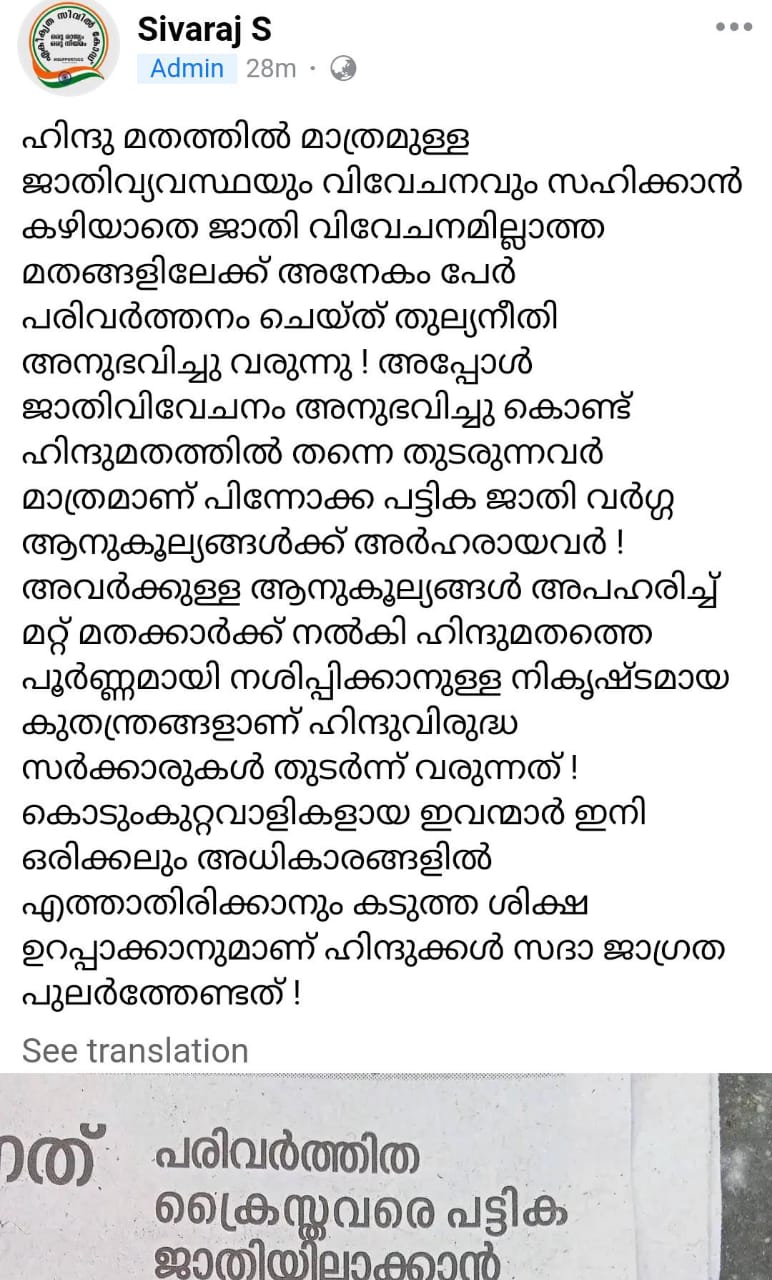 Sivaraj S
Admin 28m ·
ഹിന്ദു മതത്തിൽ മാത്രമുള്ള
ജാതിവ്യവസ്ഥയും വിവേചനവും സഹിക്കാൻ
കഴിയാതെ ജാതി വിവേചനമില്ലാത്ത
മതങ്ങളിലേക്ക് അനേകം പേർ
പരിവർത്തനം ചെയ്ത് തുല്യനീതി
അനുഭവിച്ചു വരുന്നു ! അപ്പോൾ
ജാതിവിവേചനം അനുഭവിച്ചു കൊണ്ട്
ഹിന്ദുമതത്തിൽ തന്നെ തുടരുന്നവർ
മാത്രമാണ് പിന്നോക്ക പട്ടിക ജാതി വർഗ്ഗ
ആനുകൂല്യങ്ങൾക്ക് അർഹരായവർ !
അവർക്കുള്ള ആനുകൂല്യങ്ങൾ അപഹരിച്ച്
മറ്റ് മതക്കാർക്ക് നൽകി ഹിന്ദുമതത്തെ
പൂർണ്ണമായി നശിപ്പിക്കാനുള്ള നികൃഷ്ടമായ
കുതന്ത്രങ്ങളാണ് ഹിന്ദുവിരുദ്ധ
സർക്കാരുകൾ തുടർന്ന് വരുന്നത് !
കൊടുംകുറ്റവാളികളായ ഇവന്മാർ ഇനി
ഒരിക്കലും അധികാരങ്ങളിൽ
എത്താതിരിക്കാനും കടുത്ത ശിക്ഷ
ഉറപ്പാക്കാനുമാണ് ഹിന്ദുക്കൾ സദാ ജാഗ്രത
പുലർത്തേണ്ടത് !
See translation
പരിവർത്തിത
ക്രൈസ്തവരെ പട്ടിക
ജാതിയിലാക്കാൻ